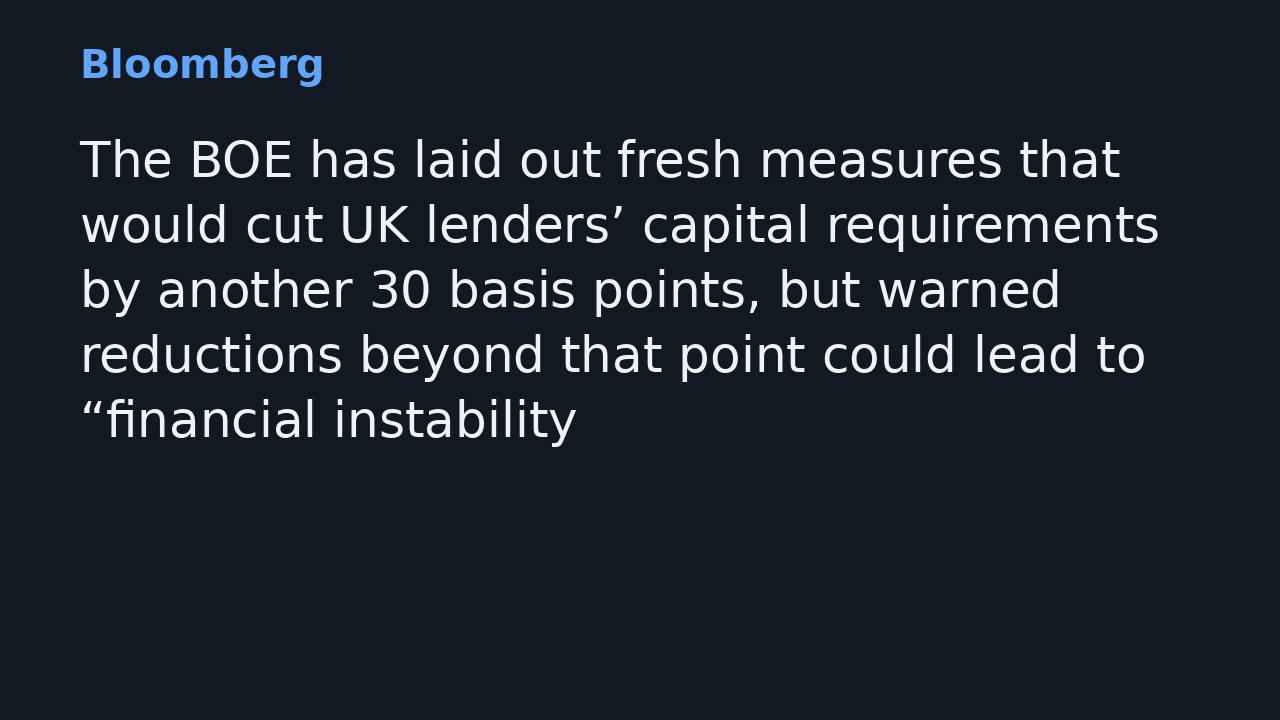 Bloomberg
The BOE has laid out fresh measures that
would cut UK lenders’ capital requirements
by another 30 basis points, but warned
reductions beyond that point could lead to
“financial instability